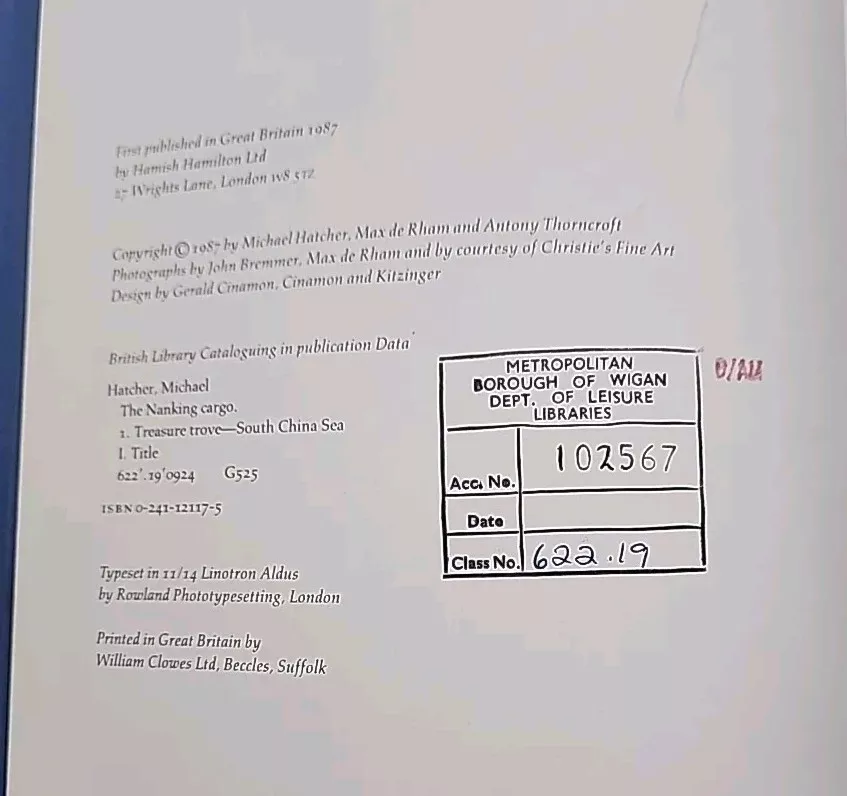 First published in Great Britain 1987
by Hamish Hamilton Ltd
27 Wrights Lane, London W8 5TZ
Copyright © 1987 by Michael Hatcher, Max de Rham and Antony Thorncroft
Photographs by John Bremmer, Max de Rham and by courtesy of Christie's Fine Art
Design by Gerald Cinamon, Cinamon and Kitzinger
British Library Cataloguing in publication Data
Hatcher, Michael
The Nanking cargo.
1. Treasure trove—South China Sea
I. Title
622'.19'0924 G525
ISBN 0-241-12117-5
Typeset in 11/14 Linotron Aldus
by Rowland Phototypesetting, London
Printed in Great Britain by
William Clowes Ltd, Beccles, Suffolk
METROPOLITAN
BOROUGH OF WIGAN
DEPT. OF LEISURE
LIBRARIES
Acc. No. 102567
Date
Class No. 622.19